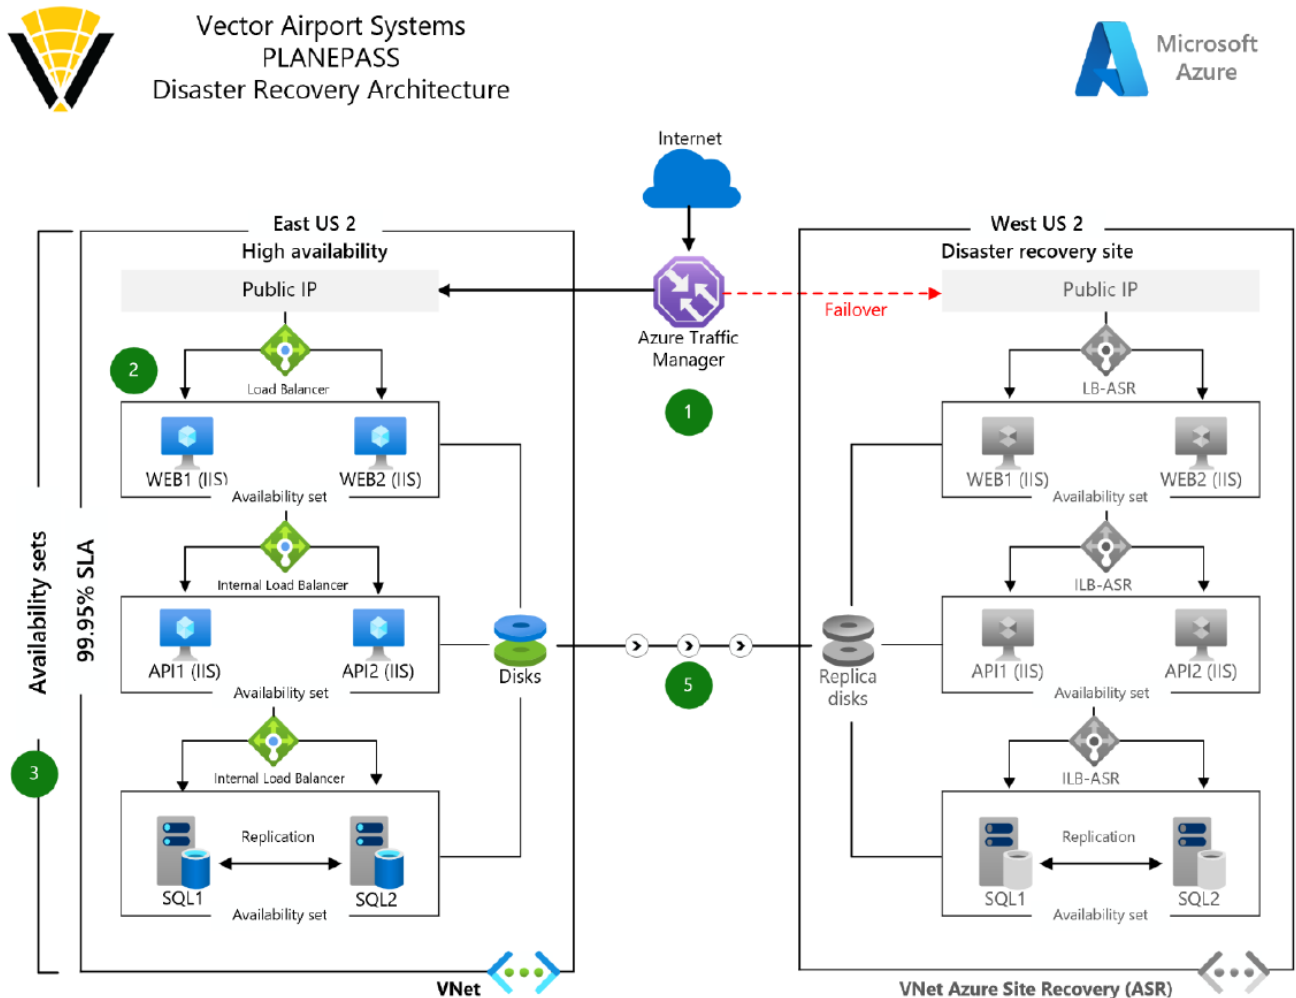 Vector Airport Systems
PLANEPASS
Disaster Recovery Architecture
Microsoft
Azure
Internet
East US 2
High availability
West US 2
Disaster recovery site
Public IP
Public IP
Failover
Azure Traffic
Manager
1
2
Load Balancer
LB-ASR
WEB1 (IIS)
WEB2 (IIS)
Availability set
WEB1 (IIS)
WEB2 (IIS)
Availability set
Availability sets
99.95% SLA
Internal Load Balancer
ILB-ASR
API1 (IIS)
API2 (IIS)
Availability set
Disks
5
Replica
disks
API1 (IIS)
API2 (IIS)
Availability set
3
Internal Load Balancer
ILB-ASR
Replication
SQL1
SQL2
Availability set
Replication
SQL1
SQL2
Availability set
VNet
VNet Azure Site Recovery (ASR)